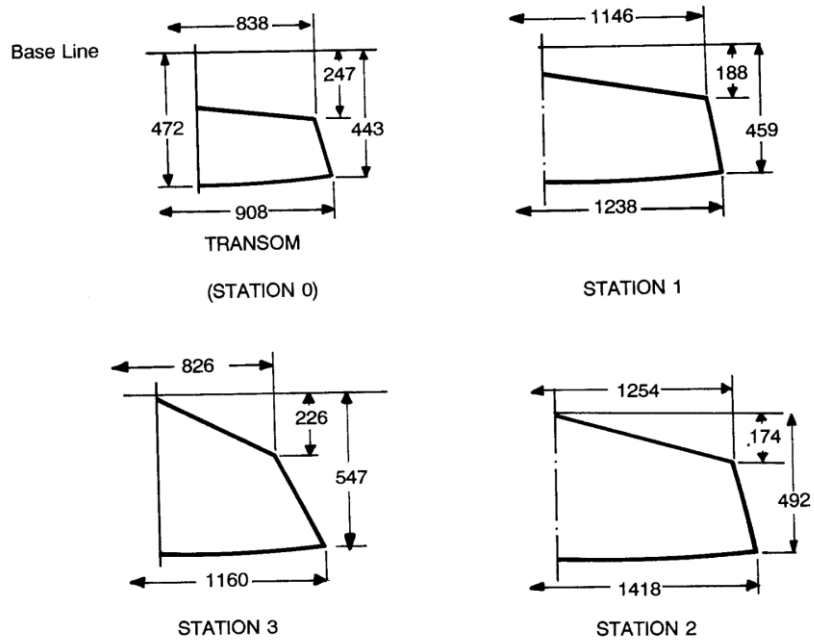 838
Base Line
247
472
443
908
TRANSOM
(STATION 0)
1146
188
459
1238
STATION 1
826
226
547
1160
STATION 3
1254
174
492
1418
STATION 2